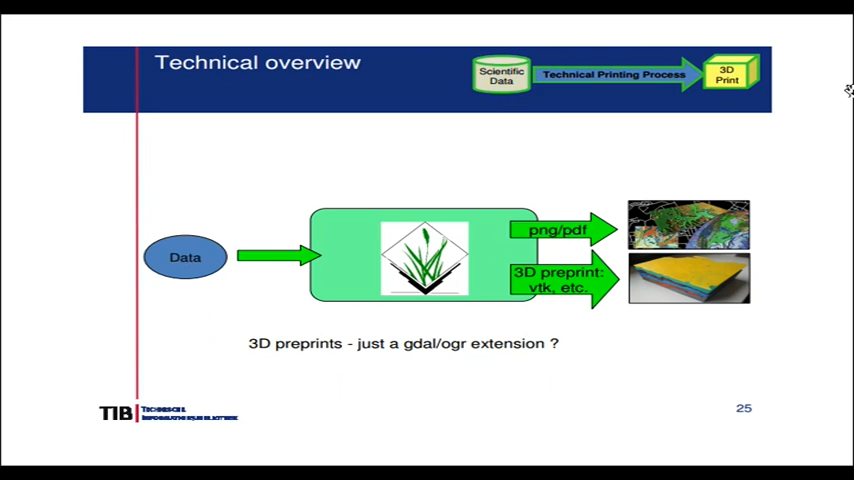 Technical overview
Scientific
Data
Technical Printing Process
3D
Print
Data
png/pdf
3D preprint:
vtk, etc.
3D preprints - just a gdal/ogr extension ?
TIB
25